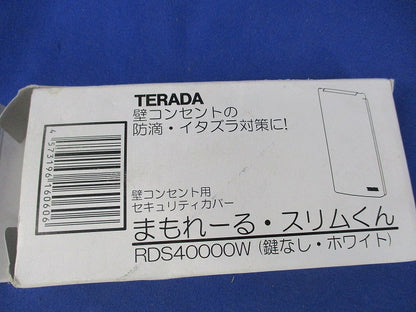 TERADA
壁コンセントの
防滴・イタズラ対策に!
4573196160606
壁コンセント用
セキュリティカバー
まもれーる・スリムくん
RDS40000W (鍵なし・ホワイト)